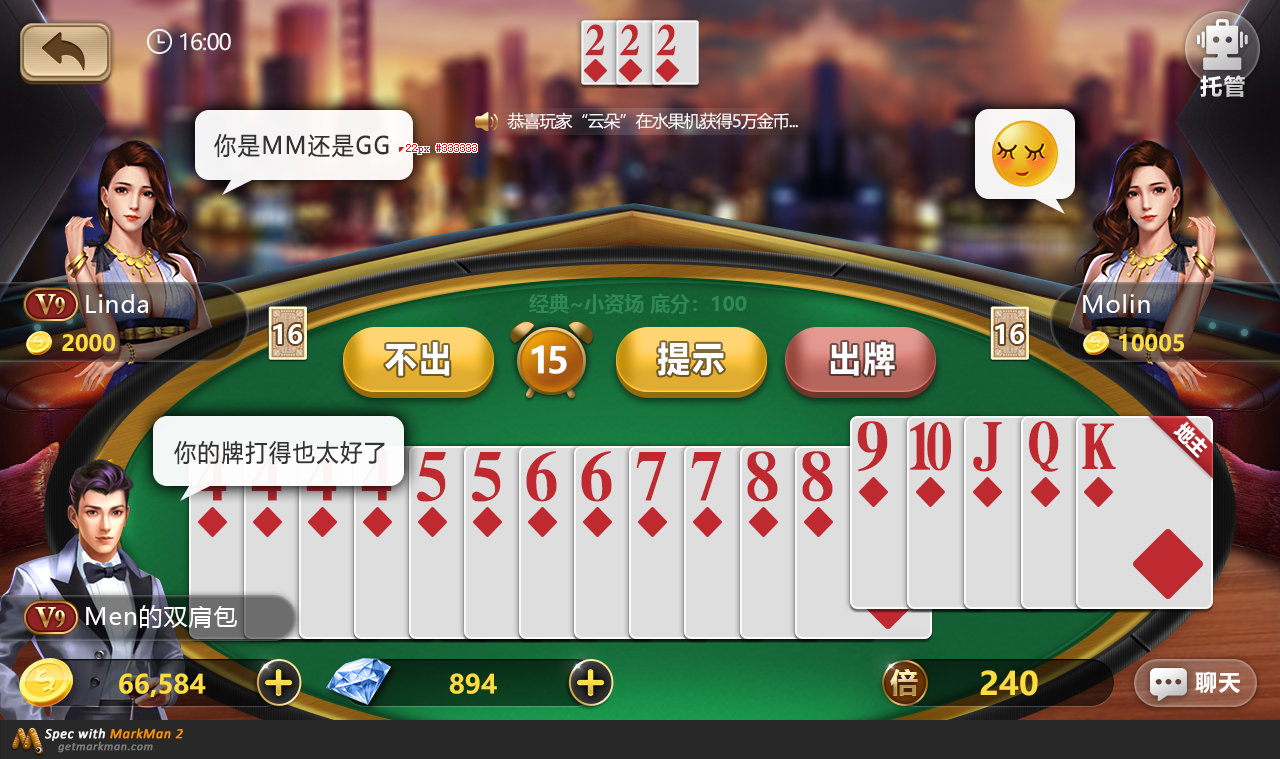 16:00
2 2 2
托管
恭喜玩家“云朵”在水果机获得5万金币...
你是MM还是GG
22px #333333
V9 Linda
2000
16
经典~小资场 底分：100
不出
15
提示
出牌
16
Molin
10005
你的牌打得也太好了
4 4 4 4 5 5 6 6 7 7 8 8 9 10 J Q K
地主
V9 Men的双肩包
66,584
894
倍 240
聊天
Spec with MarkMan 2
getmarkman.com